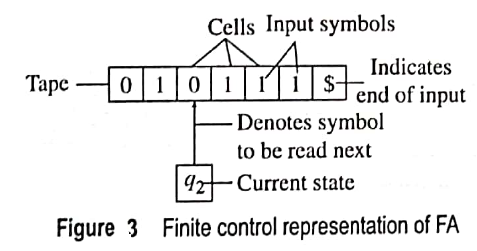 Cells Input symbols
Tape 0 1 0 1 1 1 $ Indicates
end of input
Denotes symbol
to be read next
q₂ Current state
Figure 3 Finite control representation of FA